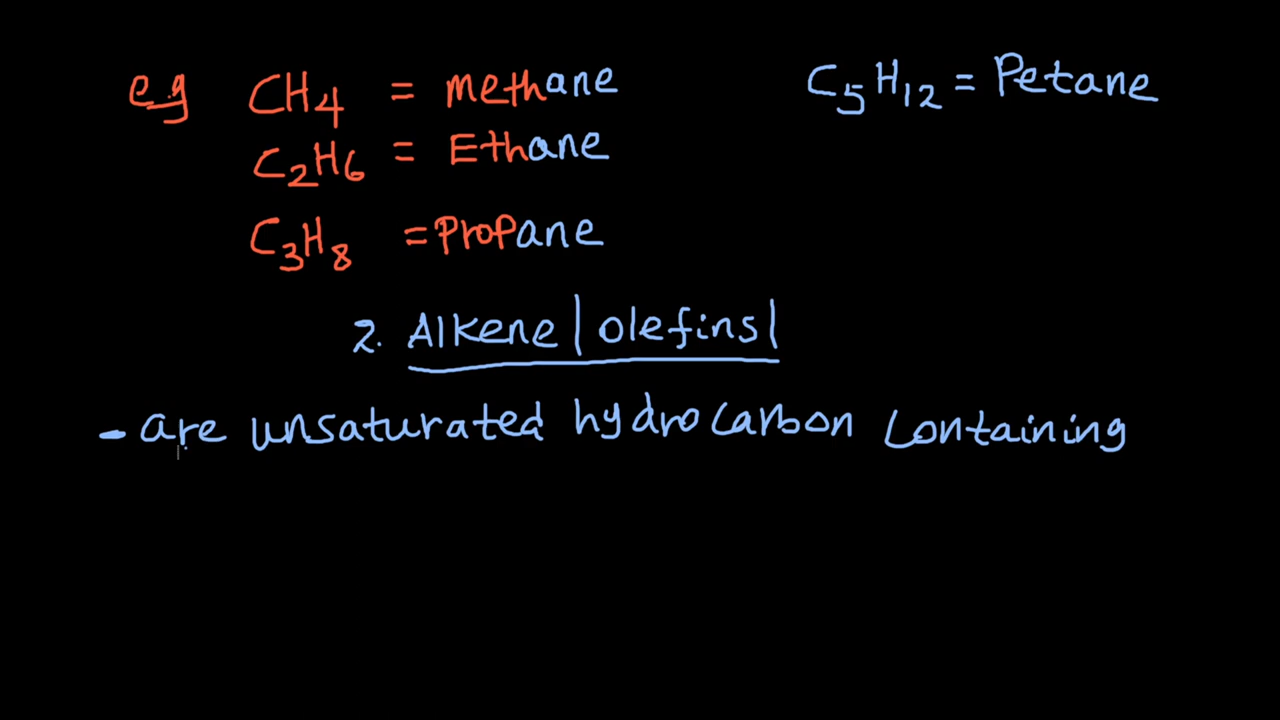 e.g CH4 = methane C5H12 = Petane
C2H6 = Ethane
C3H8 = Propane
2. Alkene | olefins|
- are unsaturated hydrocarbon containing